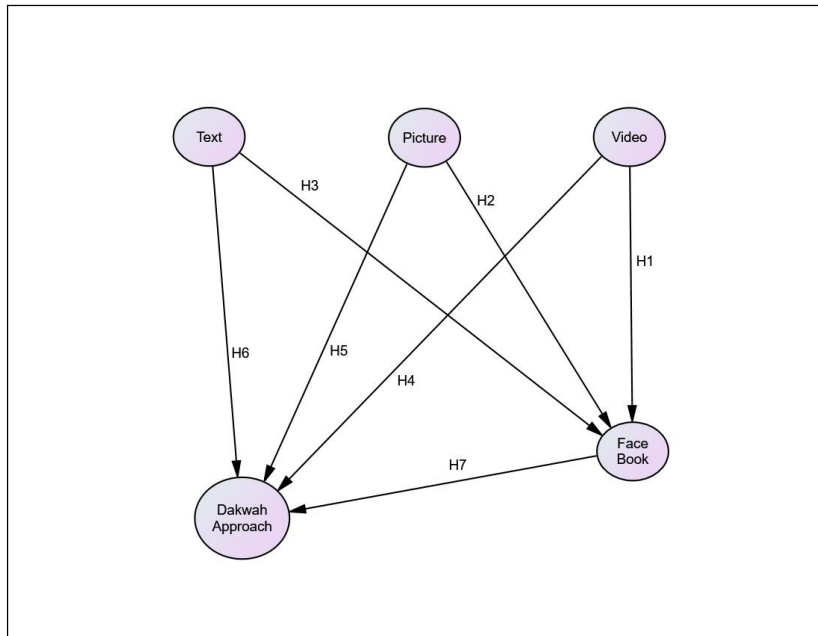 Text
Picture
Video
H3
H2
H1
H6
H5
H4
Face
Book
H7
Dakwah
Approach